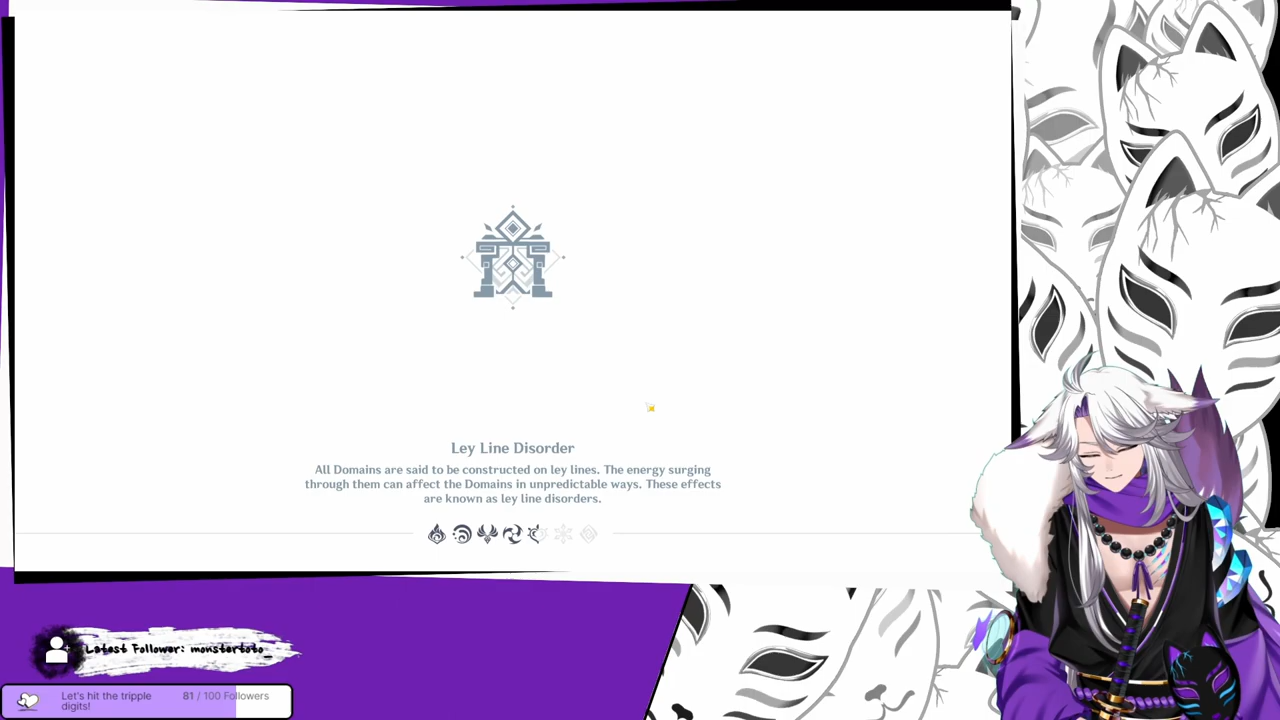 Ley Line Disorder
All Domains are said to be constructed on ley lines. The energy surging
through them can affect the Domains in unpredictable ways. These effects
are known as ley line disorders.
Latest Follower: monstertoto_
Let's hit the tripple
digits!
81 / 100 Followers